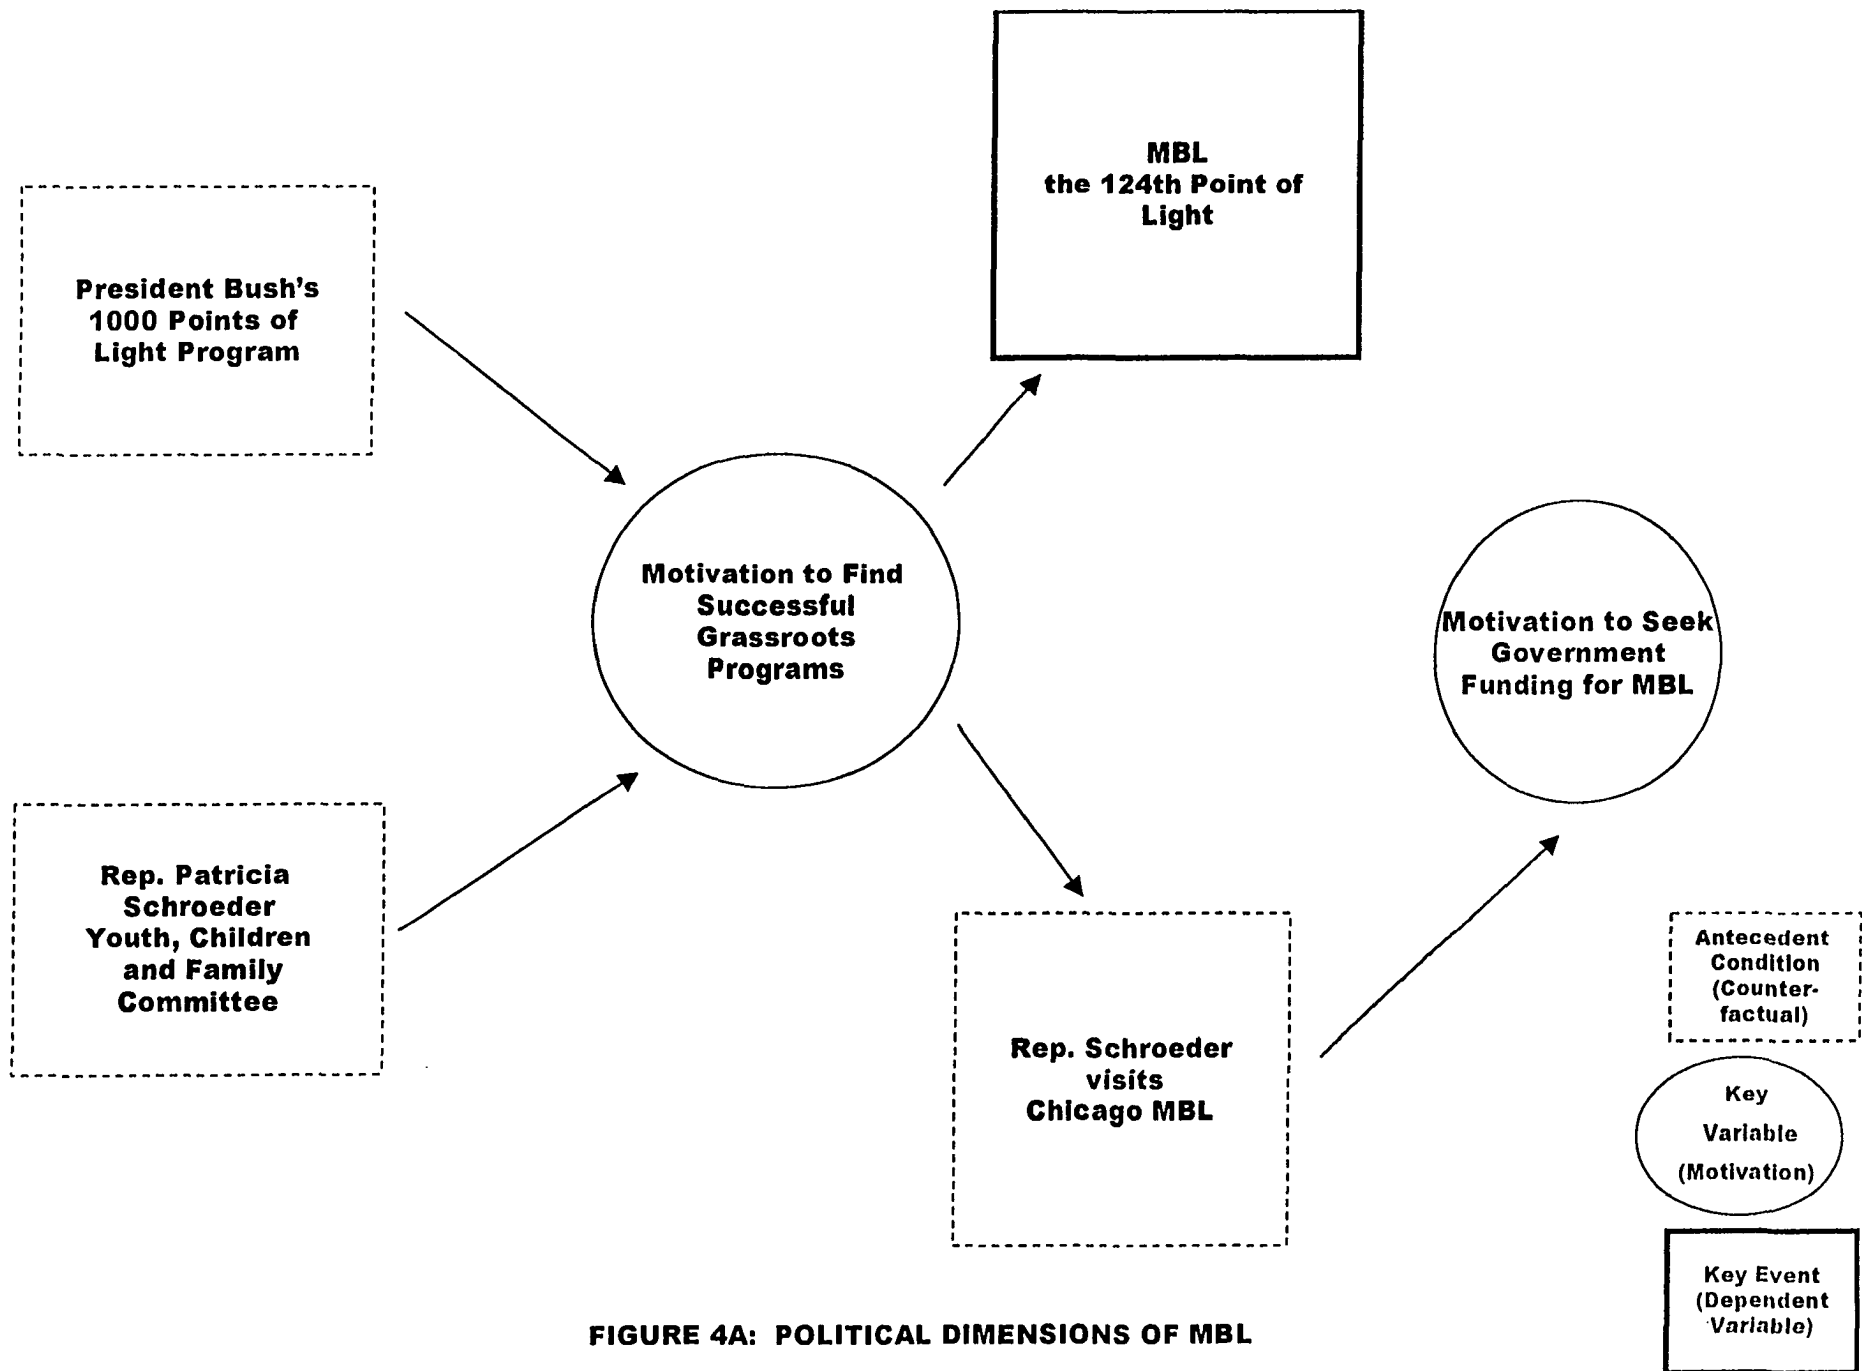 MBL
the 124th Point of
Light
President Bush's
1000 Points of
Light Program
Motivation to Find
Successful
Grassroots
Programs
Motivation to Seek
Government
Funding for MBL
Rep. Patricia
Schroeder
Youth, Children
and Family
Committee
Rep. Schroeder
visits
Chicago MBL
Antecedent
Condition
(Counter-
factual)
Key
Variable
(Motivation)
Key Event
(Dependent
Variable)
FIGURE 4A: POLITICAL DIMENSIONS OF MBL